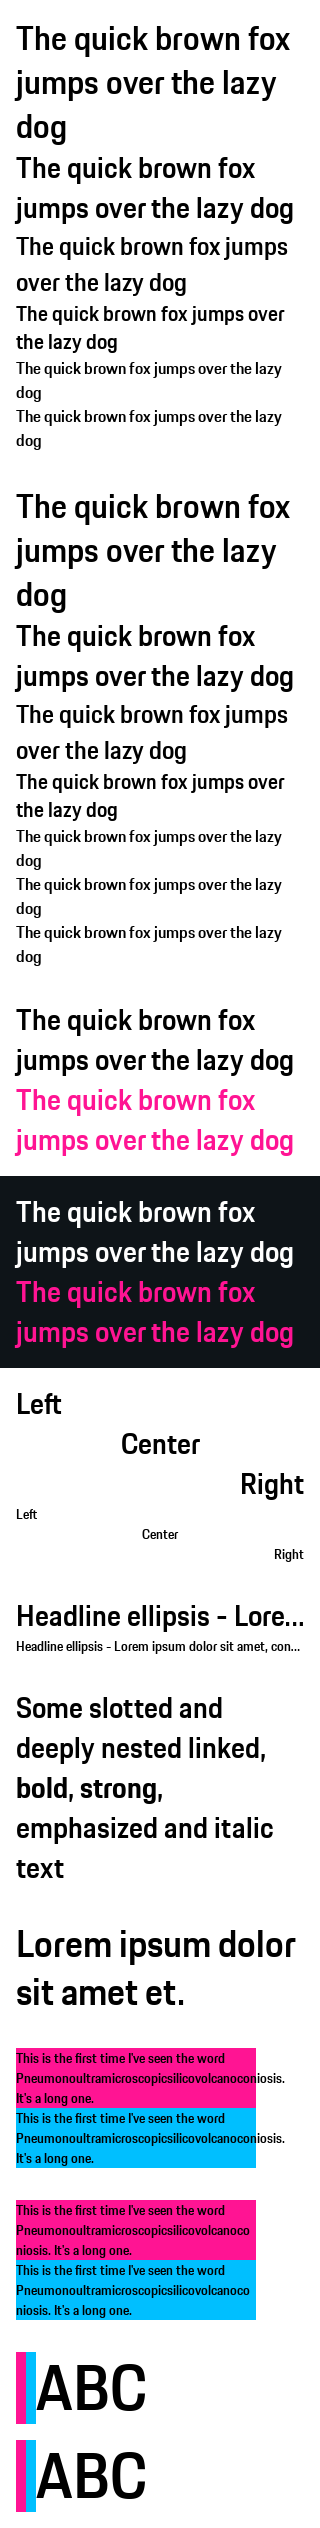 The quick brown fox
jumps over the lazy
dog
The quick brown fox
jumps over the lazy dog
The quick brown fox jumps
over the lazy dog
The quick brown fox jumps over
the lazy dog
The quick brown fox jumps over the lazy
dog
The quick brown fox jumps over the lazy
dog
The quick brown fox
jumps over the lazy
dog
The quick brown fox
jumps over the lazy dog
The quick brown fox jumps
over the lazy dog
The quick brown fox jumps over
the lazy dog
The quick brown fox jumps over the lazy
dog
The quick brown fox jumps over the lazy
dog
The quick brown fox jumps over the lazy
dog
The quick brown fox
jumps over the lazy dog
The quick brown fox
jumps over the lazy dog
The quick brown fox
jumps over the lazy dog
The quick brown fox
jumps over the lazy dog
Left
Center
Right
Left
Center
Right
Headline ellipsis - Lore...
Headline ellipsis - Lorem ipsum dolor sit amet, con...
Some slotted and
deeply nested linked,
bold, strong,
emphasized and italic
text
Lorem ipsum dolor
sit amet et.
This is the first time I've seen the word
Pneumonoultramicroscopicsilicovolcanoconiosis.
It's a long one.
This is the first time I've seen the word
Pneumonoultramicroscopicsilicovolcanoconiosis.
It's a long one.
This is the first time I've seen the word
Pneumonoultramicroscopicsilicovolcanoco
niosis. It's a long one.
This is the first time I've seen the word
Pneumonoultramicroscopicsilicovolcanoco
niosis. It's a long one.
ABC
ABC